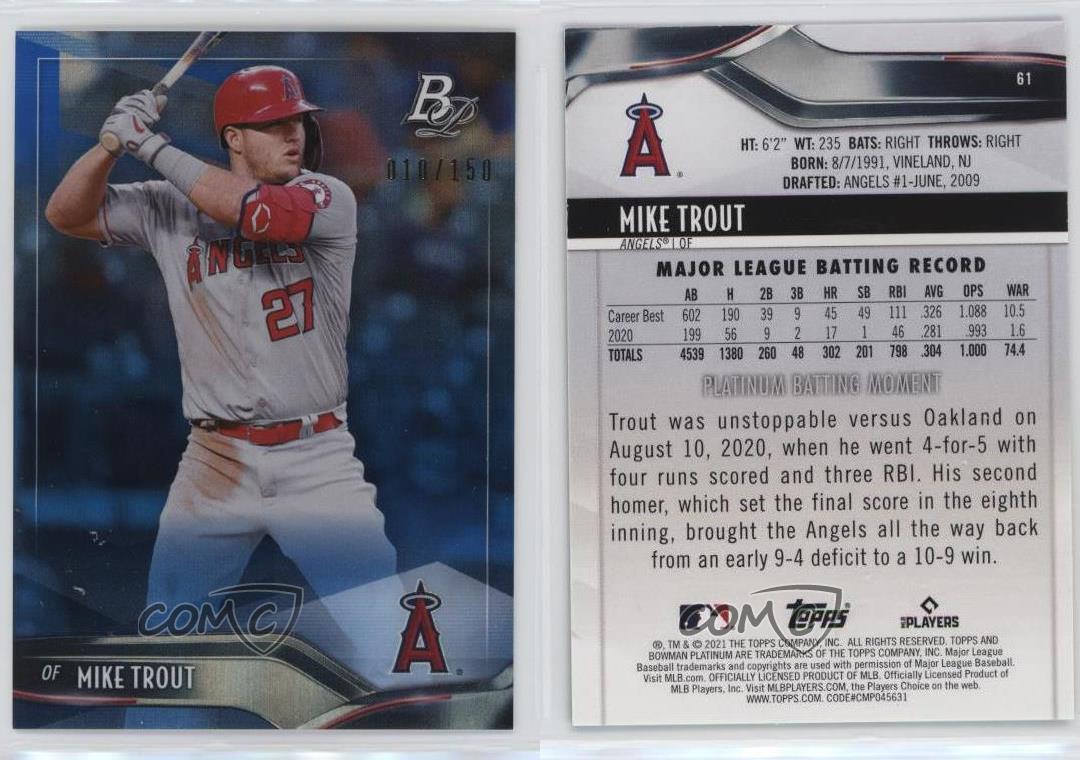 BP
010/150
ANGELS
27
COMC
A
OF MIKE TROUT
61
A
HT: 6'2" WT: 235 BATS: RIGHT THROWS: RIGHT
BORN: 8/7/1991, VINELAND, NJ
DRAFTED: ANGELS #1-JUNE, 2009
MIKE TROUT
ANGELS® | OF
MAJOR LEAGUE BATTING RECORD
AB H 2B 3B HR SB RBI AVG OPS WAR
Career Best 602 190 39 9 45 49 111 .326 1.088 10.5
2020 199 56 9 2 17 1 46 .281 .993 1.6
TOTALS 4539 1380 260 48 302 201 798 .304 1.000 74.4
PLATINUM BATTING MOMENT
Trout was unstoppable versus Oakland on
August 10, 2020, when he went 4-for-5 with
four runs scored and three RBI. His second
homer, which set the final score in the eighth
inning, brought the Angels all the way back
from an early 9-4 deficit to a 10-9 win.
COMC
TOPPS
PLAYERS
®, TM & © 2021 THE TOPPS COMPANY, INC. ALL RIGHTS RESERVED. TOPPS AND
BOWMAN PLATINUM ARE TRADEMARKS OF THE TOPPS COMPANY, INC. Major League
Baseball trademarks and copyrights are used with permission of Major League Baseball.
Visit MLB.com. OFFICIALLY LICENSED PRODUCT OF MLB. Officially Licensed Product of
MLB Players, Inc. Visit MLBPLAYERS.com, the Players Choice on the web.
WWW.TOPPS.COM. CODE#CMP045631